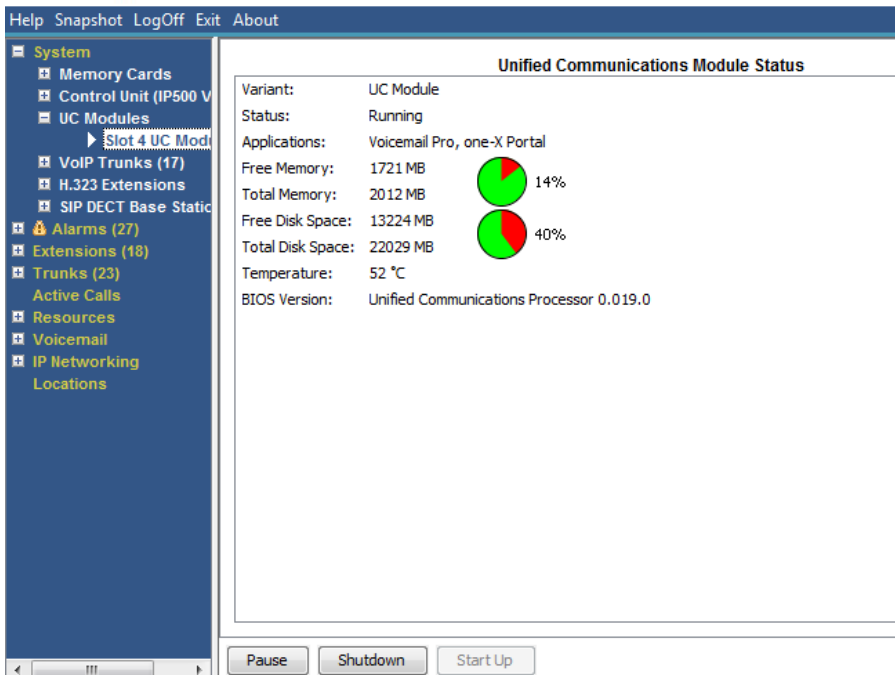 Help Snapshot LogOff Exit About
System
Memory Cards
Control Unit (IP500 V
UC Modules
Slot 4 UC Modu
VoIP Trunks (17)
H.323 Extensions
SIP DECT Base Static
Alarms (27)
Extensions (18)
Trunks (23)
Active Calls
Resources
Voicemail
IP Networking
Locations
Unified Communications Module Status
Variant: UC Module
Status: Running
Applications: Voicemail Pro, one-X Portal
Free Memory: 1721 MB
14%
Total Memory: 2012 MB
Free Disk Space: 13224 MB
40%
Total Disk Space: 22029 MB
Temperature: 52 °C
BIOS Version: Unified Communications Processor 0.019.0
Pause Shutdown Start Up